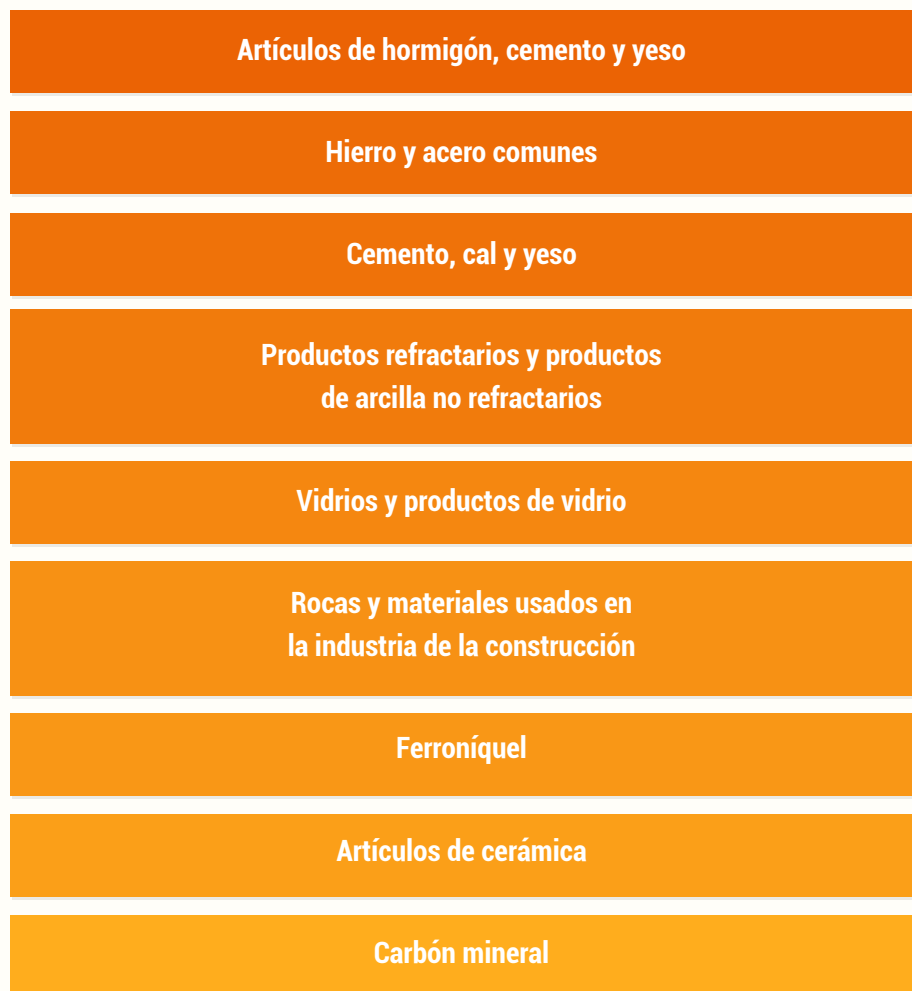 Artículos de hormigón, cemento y yeso
Hierro y acero comunes
Cemento, cal y yeso
Productos refractarios y productos
de arcilla no refractarios
Vidrios y productos de vidrio
Rocas y materiales usados en
la industria de la construcción
Ferroníquel
Artículos de cerámica
Carbón mineral